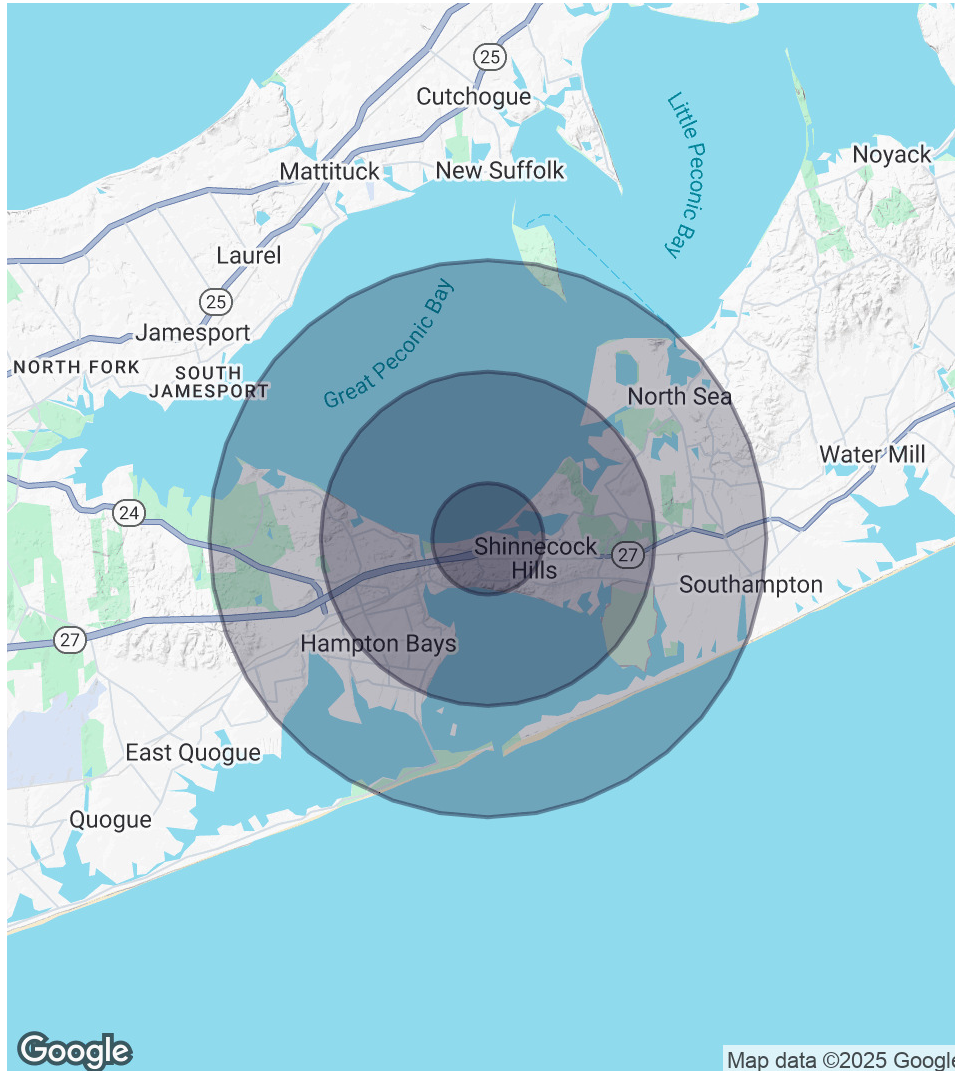 25
Cutchogue
Little Peconic Bay
Noyack
Mattituck
New Suffolk
Laurel
25
Great Peconic Bay
Jamesport
NORTH FORK
SOUTH
JAMESPORT
North Sea
Water Mill
24
Shinnecock
Hills
27
Southampton
27
Hampton Bays
East Quogue
Quogue
Google
Map data ©2025 Google